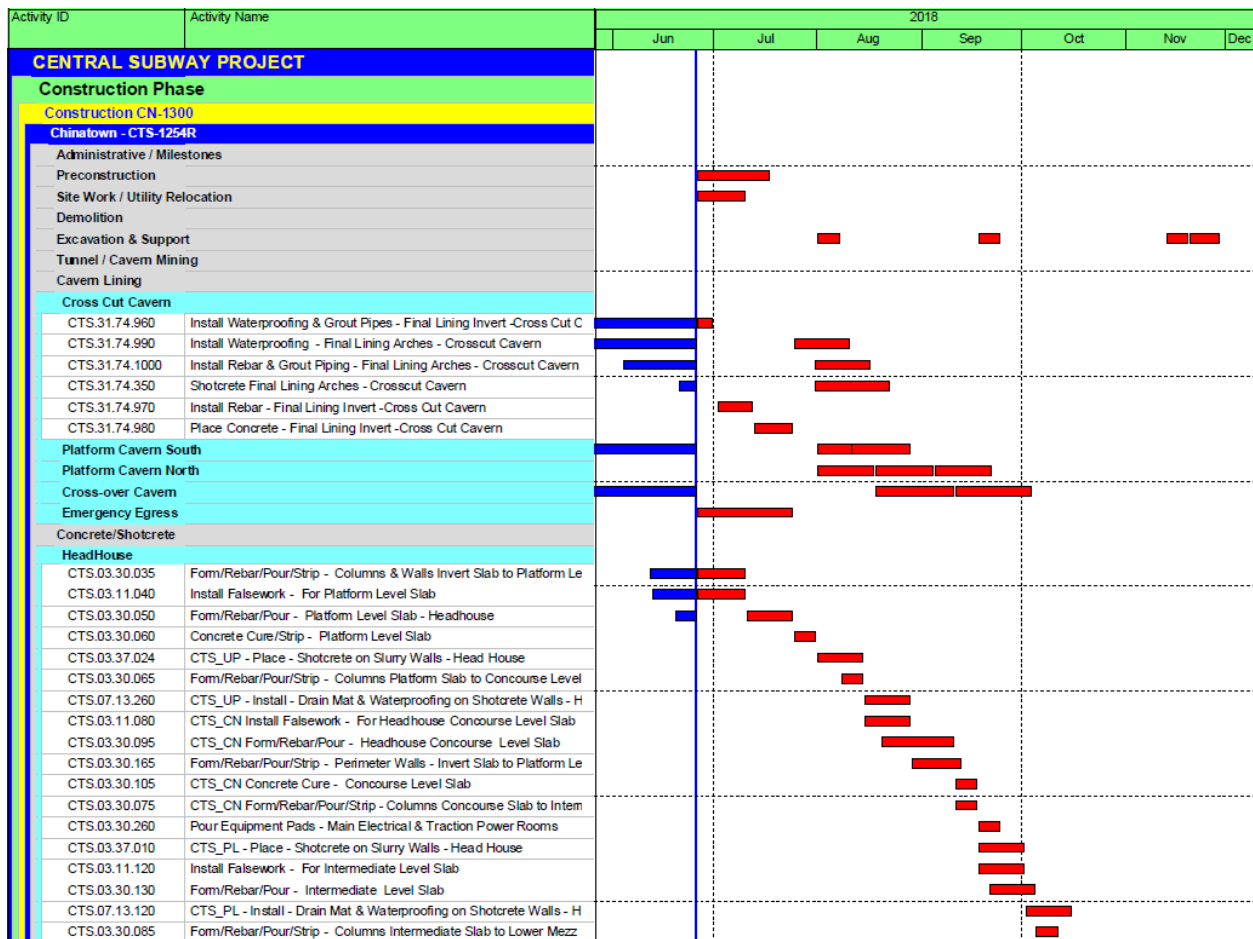 Activity ID Activity Name 2018
Jun Jul Aug Sep Oct Nov Dec
CENTRAL SUBWAY PROJECT
Construction Phase
Construction CN-1300
Chinatown - CTS-1254R
Administrative / Milestones
Preconstruction
Site Work / Utility Relocation
Demolition
Excavation & Support
Tunnel / Cavern Mining
Cavern Lining
Cross Cut Cavern
CTS.31.74.960 Install Waterproofing & Grout Pipes - Final Lining Invert -Cross Cut C
CTS.31.74.990 Install Waterproofing - Final Lining Arches - Crosscut Cavern
CTS.31.74.1000 Install Rebar & Grout Piping - Final Lining Arches - Crosscut Cavern
CTS.31.74.350 Shotcrete Final Lining Arches - Crosscut Cavern
CTS.31.74.970 Install Rebar - Final Lining Invert -Cross Cut Cavern
CTS.31.74.980 Place Concrete - Final Lining Invert -Cross Cut Cavern
Platform Cavern South
Platform Cavern North
Cross-over Cavern
Emergency Egress
Concrete/Shotcrete
HeadHouse
CTS.03.30.035 Form/Rebar/Pour/Strip - Columns & Walls Invert Slab to Platform Le
CTS.03.11.040 Install Falsework - For Platform Level Slab
CTS.03.30.050 Form/Rebar/Pour - Platform Level Slab - Headhouse
CTS.03.30.060 Concrete Cure/Strip - Platform Level Slab
CTS.03.37.024 CTS_UP - Place - Shotcrete on Slurry Walls - Head House
CTS.03.30.065 Form/Rebar/Pour/Strip - Columns Platform Slab to Concourse Level
CTS.07.13.260 CTS_UP - Install - Drain Mat & Waterproofing on Shotcrete Walls - H
CTS.03.11.080 CTS_CN Install Falsework - For Headhouse Concourse Level Slab
CTS.03.30.095 CTS_CN Form/Rebar/Pour - Headhouse Concourse Level Slab
CTS.03.30.165 Form/Rebar/Pour/Strip - Perimeter Walls - Invert Slab to Platform Le
CTS.03.30.105 CTS_CN Concrete Cure - Concourse Level Slab
CTS.03.30.075 CTS_CN Form/Rebar/Pour/Strip - Columns Concourse Slab to Interm
CTS.03.30.260 Pour Equipment Pads - Main Electrical & Traction Power Rooms
CTS.03.37.010 CTS_PL - Place - Shotcrete on Slurry Walls - Head House
CTS.03.11.120 Install Falsework - For Intermediate Level Slab
CTS.03.30.130 Form/Rebar/Pour - Intermediate Level Slab
CTS.07.13.120 CTS_PL - Install - Drain Mat & Waterproofing on Shotcrete Walls - H
CTS.03.30.085 Form/Rebar/Pour/Strip - Columns Intermediate Slab to Lower Mezz